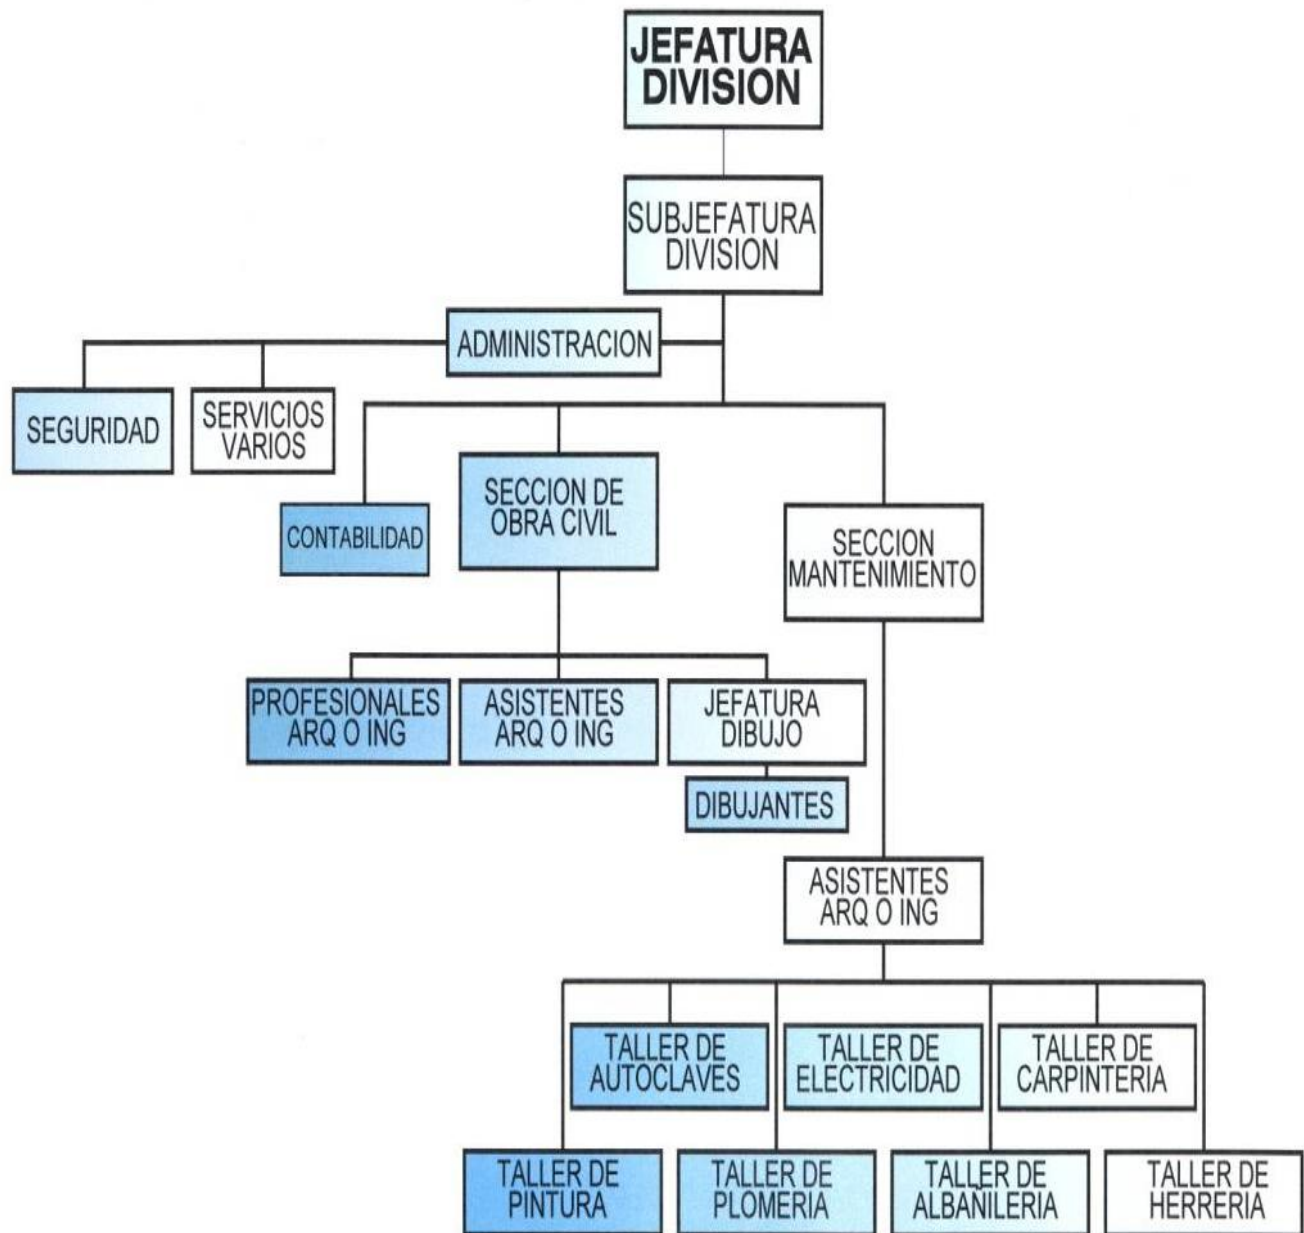 JEFATURA
DIVISION
SUBJEFATURA
DIVISION
ADMINISTRACION
SEGURIDAD
SERVICIOS
VARIOS
CONTABILIDAD
SECCION DE
OBRA CIVIL
SECCION
MANTENIMIENTO
PROFESIONALES
ARQ O ING
ASISTENTES
ARQ O ING
JEFATURA
DIBUJO
DIBUJANTES
ASISTENTES
ARQ O ING
TALLER DE
AUTOCLAVES
TALLER DE
ELECTRICIDAD
TALLER DE
CARPINTERIA
TALLER DE
PINTURA
TALLER DE
PLOMERIA
TALLER DE
ALBAÑILERIA
TALLER DE
HERRERIA